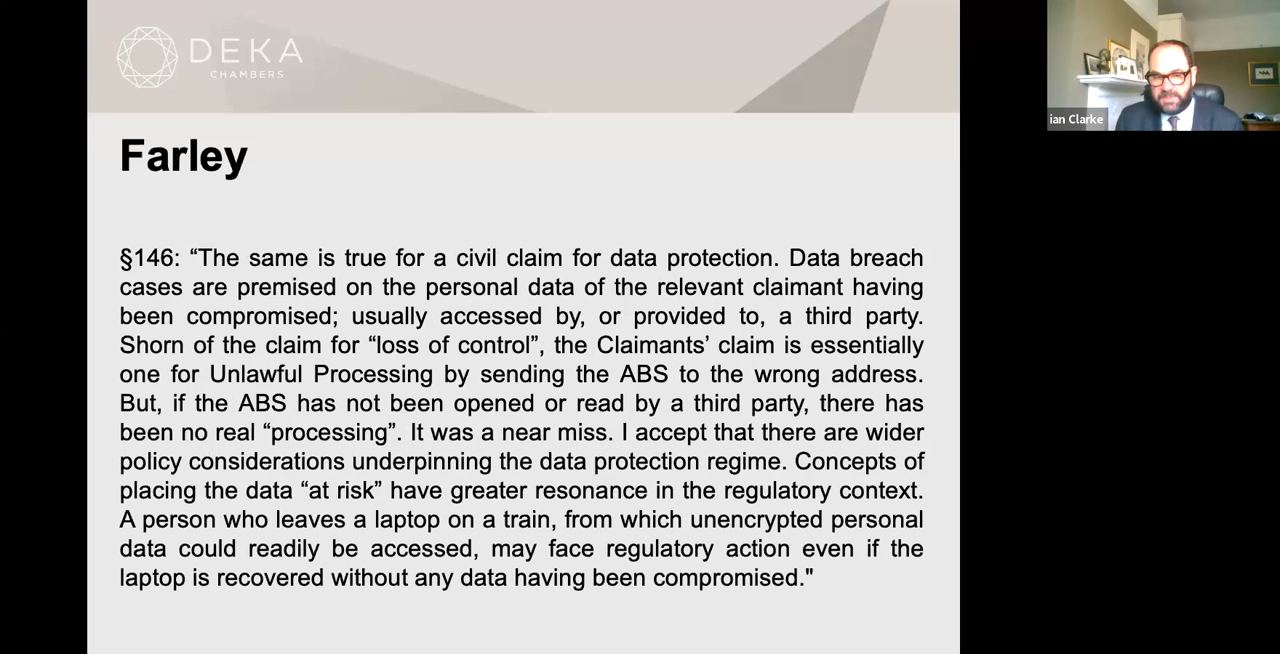 DEKA
CHAMBERS
ian Clarke
Farley
§146: “The same is true for a civil claim for data protection. Data breach
cases are premised on the personal data of the relevant claimant having
been compromised; usually accessed by, or provided to, a third party.
Shorn of the claim for “loss of control”, the Claimants’ claim is essentially
one for Unlawful Processing by sending the ABS to the wrong address.
But, if the ABS has not been opened or read by a third party, there has
been no real “processing”. It was a near miss. I accept that there are wider
policy considerations underpinning the data protection regime. Concepts of
placing the data “at risk” have greater resonance in the regulatory context.
A person who leaves a laptop on a train, from which unencrypted personal
data could readily be accessed, may face regulatory action even if the
laptop is recovered without any data having been compromised."